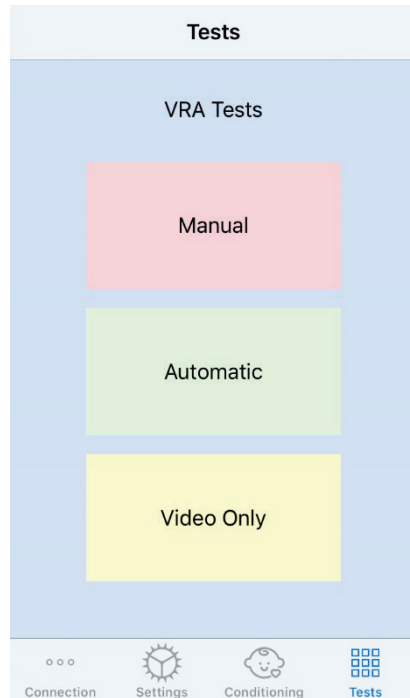 Tests
VRA Tests
Manual
Automatic
Video Only
Connection Settings Conditioning Tests